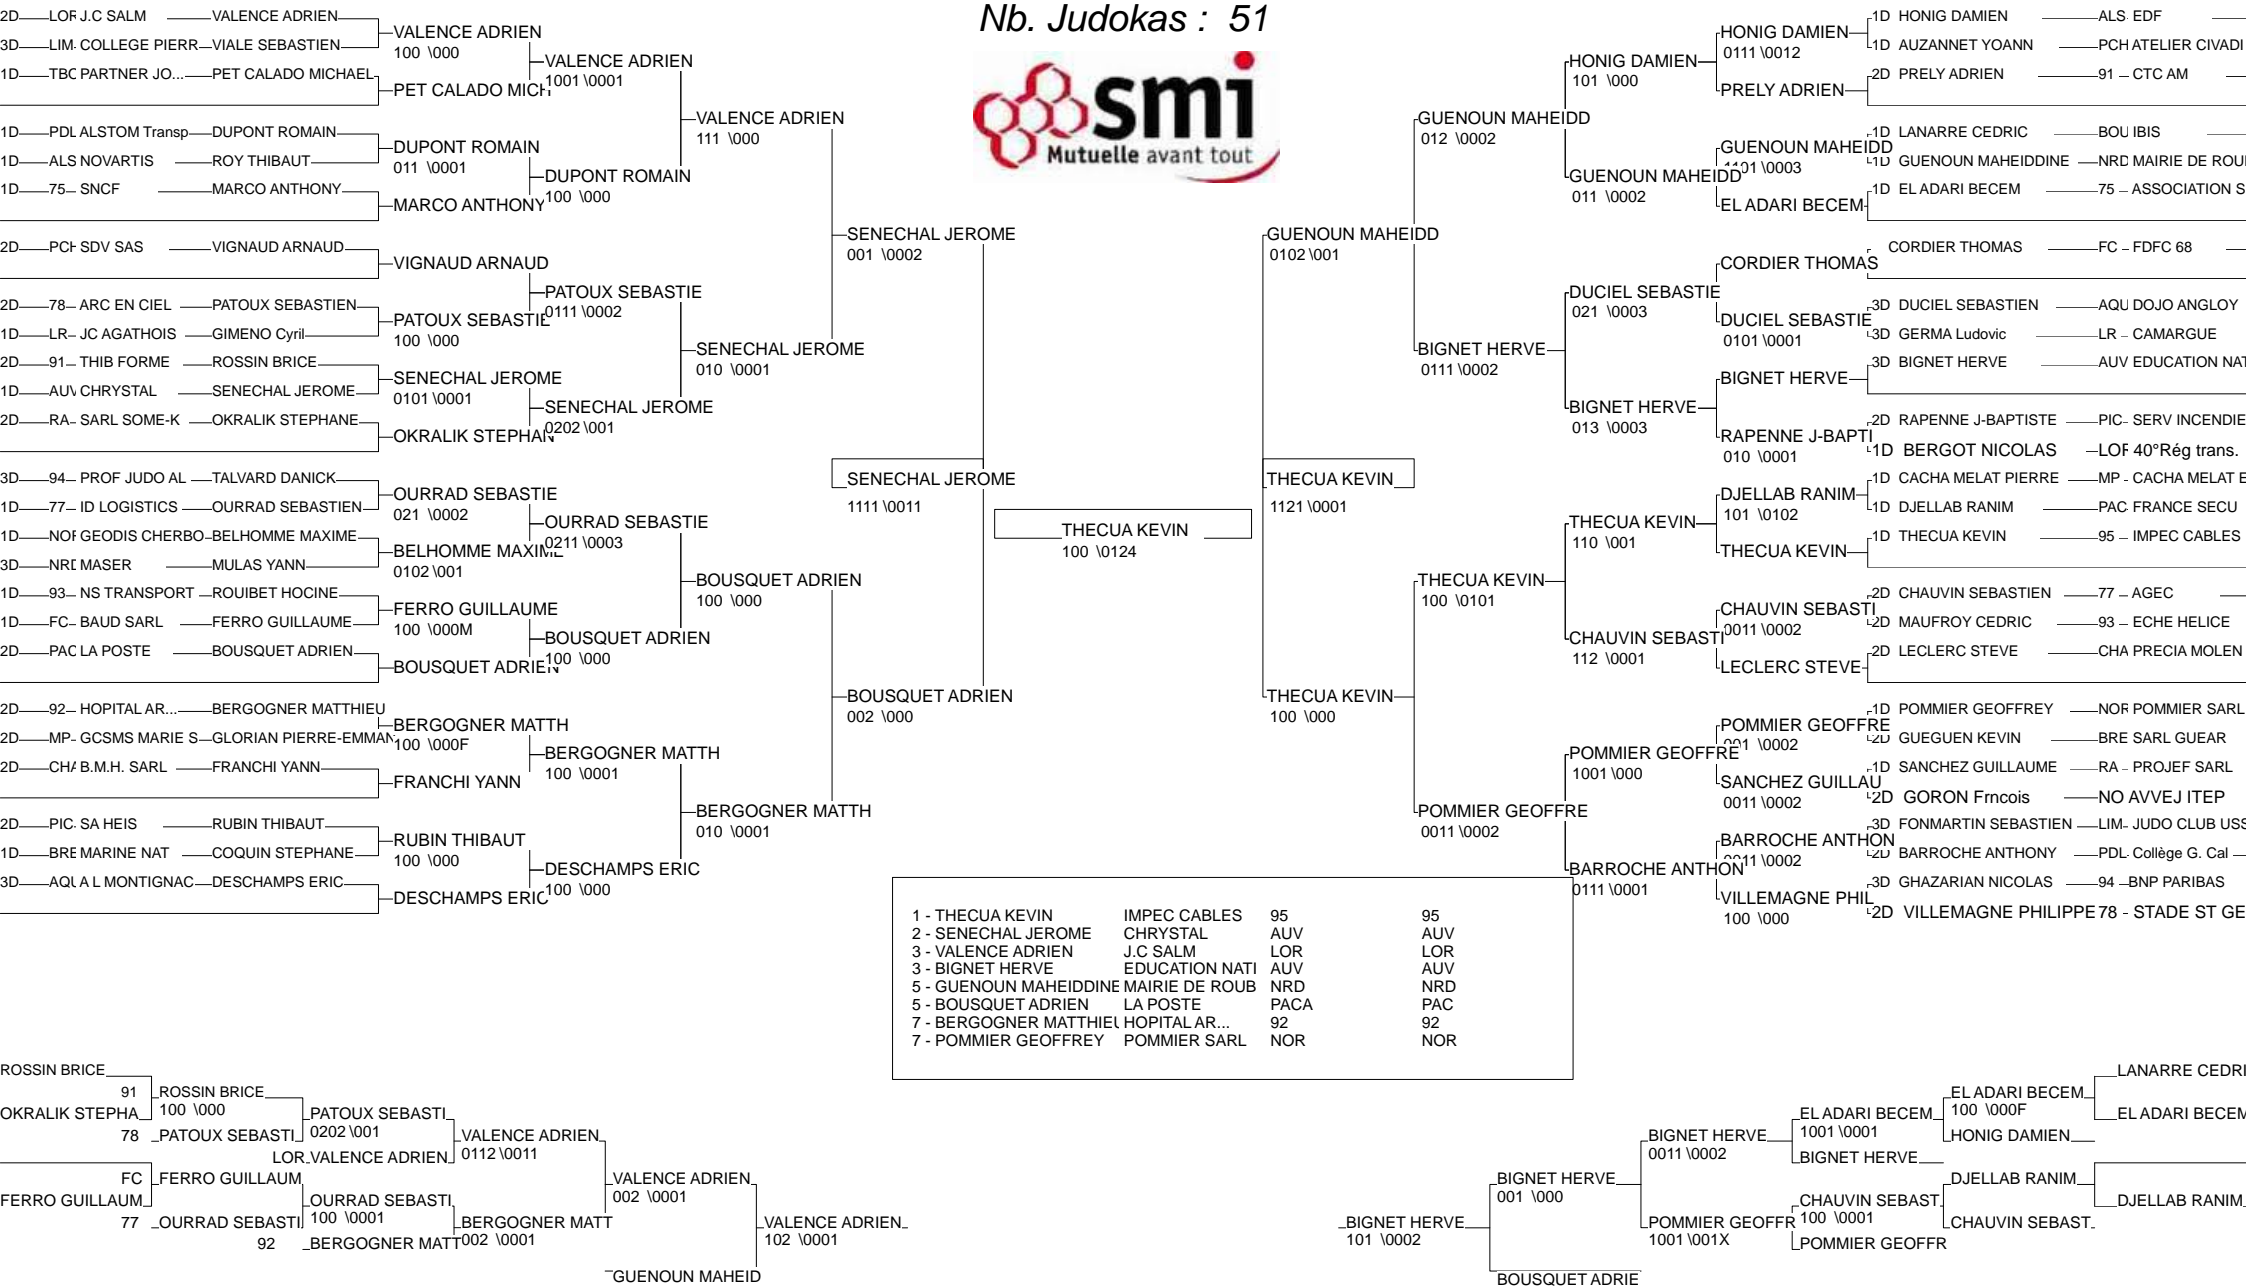 Nb. Judokas : 51
smi
Mutuelle avant tout
2D LOR J.C SALM VALENCE ADRIEN
3D LIM COLLEGE PIERR VIALE SEBASTIEN
1D TBC PARTNER JO... PET CALADO MICHAEL
1D PDL ALSTOM Transp DUPONT ROMAIN
1D ALS NOVARTIS ROY THIBAUT
1D 75 SNCF MARCO ANTHONY
2D PCH SDV SAS VIGNAUD ARNAUD
2D 78 ARC EN CIEL PATOUX SEBASTIEN
1D LR JC AGATHOIS GIMENO Cyril
2D 91 THIB FORME ROSSIN BRICE
1D AUV CHRYSTAL SENECHAL JEROME
2D RA SARL SOME-K OKRALIK STEPHANE
3D 94 PROF JUDO AL TALVARD DANICK
1D 77 ID LOGISTICS OURRAD SEBASTIEN
1D NOR GEODIS CHERBO BELHOMME MAXIME
3D NRD MASER MULAS YANN
1D 93 NS TRANSPORT ROUIBET HOCINE
1D FC BAUD SARL FERRO GUILLAUME
2D PAC LA POSTE BOUSQUET ADRIEN
2D 92 HOPITAL AR... BERGOGNER MATTHIEU
2D MP GCSMS MARIE S GLORIAN PIERRE-EMMAN
2D CHA B.M.H. SARL FRANCHI YANN
2D PIC SA HEIS RUBIN THIBAUT
1D BRE MARINE NAT COQUIN STEPHANE
3D AQU A L MONTIGNAC DESCHAMPS ERIC
VALENCE ADRIEN
100 \000
PET CALADO MICH
DUPONT ROMAIN
011 \0001
MARCO ANTHONY
VIGNAUD ARNAUD
PATOUX SEBASTIE
100 \000
SENECHAL JEROME
0101 \0001
OKRALIK STEPHAN
OURRAD SEBASTIE
021 \0002
BELHOMME MAXIME
0102 \001
FERRO GUILLAUME
100 \000M
BOUSQUET ADRIEN
BERGOGNER MATTH
100 \000F
FRANCHI YANN
RUBIN THIBAUT
100 \000
DESCHAMPS ERIC
VALENCE ADRIEN
1001 \0001
DUPONT ROMAIN
100 \000
PATOUX SEBASTIE
0111 \0002
SENECHAL JEROME
0202 \001
OURRAD SEBASTIE
0211 \0003
BOUSQUET ADRIEN
100 \000
BERGOGNER MATTH
100 \0001
DESCHAMPS ERIC
100 \000
VALENCE ADRIEN
111 \000
SENECHAL JEROME
010 \0001
BOUSQUET ADRIEN
100 \000
BERGOGNER MATTH
010 \0001
SENECHAL JEROME
001 \0002
BOUSQUET ADRIEN
002 \000
SENECHAL JEROME
1111 \0011
THECUA KEVIN
100 \0124
THECUA KEVIN
1121 \0001
GUENOUN MAHEIDD
0102 \001
THECUA KEVIN
100 \000
GUENOUN MAHEIDD
012 \0002
BIGNET HERVE
0111 \0002
THECUA KEVIN
100 \0101
POMMIER GEOFFRE
0011 \0002
HONIG DAMIEN
101 \000
GUENOUN MAHEIDD
011 \0002
DUCIEL SEBASTIE
021 \0003
BIGNET HERVE
013 \0003
THECUA KEVIN
110 \001
CHAUVIN SEBASTI
112 \0001
POMMIER GEOFFRE
1001 \000
BARROCHE ANTHON
0111 \0001
HONIG DAMIEN
0111 \0012
PRELY ADRIEN
GUENOUN MAHEIDD
1101 \0003
EL ADARI BECEM
CORDIER THOMAS
DUCIEL SEBASTIE
0101 \0001
BIGNET HERVE
RAPENNE J-BAPTI
010 \0001
DJELLAB RANIM
101 \0102
THECUA KEVIN
CHAUVIN SEBASTI
0011 \0002
LECLERC STEVE
POMMIER GEOFFRE
001 \0002
SANCHEZ GUILLAU
0011 \0002
BARROCHE ANTHON
0011 \0002
VILLEMAGNE PHIL
100 \000
1D HONIG DAMIEN ALS EDF
1D AUZANNET YOANN PCH ATELIER CIVADI
2D PRELY ADRIEN 91 CTC AM
1D LANARRE CEDRIC BOU IBIS
1D GUENOUN MAHEIDDINE NRD MAIRIE DE ROU
1D EL ADARI BECEM 75 ASSOCIATION S
CORDIER THOMAS FC FDFC 68
3D DUCIEL SEBASTIEN AQU DOJO ANGLOY
3D GERMA Ludovic LR CAMARGUE
3D BIGNET HERVE AUV EDUCATION NAT
2D RAPENNE J-BAPTISTE PIC SERV INCENDIE
1D BERGOT NICOLAS LOR 40°Rég trans.
1D CACHA MELAT PIERRE MP CACHA MELAT E
1D DJELLAB RANIM PAC FRANCE SECU
1D THECUA KEVIN 95 IMPEC CABLES
2D CHAUVIN SEBASTIEN 77 AGEC
2D MAUFROY CEDRIC 93 ECHE HELICE
2D LECLERC STEVE CHA PRECIA MOLEN
1D POMMIER GEOFFREY NOR POMMIER SARL
2D GUEGUEN KEVIN BRE SARL GUEAR
1D SANCHEZ GUILLAUME RA PROJEF SARL
2D GORON Frncois NO AVVEJ ITEP
3D FONMARTIN SEBASTIEN LIM JUDO CLUB USS
2D BARROCHE ANTHONY PDL Collège G. Cal
3D GHAZARIAN NICOLAS 94 BNP PARIBAS
2D VILLEMAGNE PHILIPPE 78 STADE ST GE
1 - THECUA KEVIN IMPEC CABLES 95 95
2 - SENECHAL JEROME CHRYSTAL AUV AUV
3 - VALENCE ADRIEN J.C SALM LOR LOR
3 - BIGNET HERVE EDUCATION NATI AUV AUV
5 - GUENOUN MAHEIDDINE MAIRIE DE ROUB NRD NRD
5 - BOUSQUET ADRIEN LA POSTE PACA PAC
7 - BERGOGNER MATTHIEU HOPITAL AR... 92 92
7 - POMMIER GEOFFREY POMMIER SARL NOR NOR
ROSSIN BRICE
91
OKRALIK STEPHA
78
FC
FERRO GUILLAUM
77
ROSSIN BRICE
100 \000
PATOUX SEBASTI
LOR
FERRO GUILLAUM
OURRAD SEBASTI
92
PATOUX SEBASTI
0202 \001
VALENCE ADRIEN
OURRAD SEBASTI
100 \0001
BERGOGNER MATT
VALENCE ADRIEN
0112 \0011
BERGOGNER MATT
002 \0001
VALENCE ADRIEN
002 \0001
GUENOUN MAHEID
VALENCE ADRIEN
102 \0001
BIGNET HERVE
101 \0002
BIGNET HERVE
001 \000
BOUSQUET ADRIE
BIGNET HERVE
0011 \0002
POMMIER GEOFFR
1001 \001X
EL ADARI BECEM
1001 \0001
BIGNET HERVE
CHAUVIN SEBAST
100 \0001
POMMIER GEOFFR
EL ADARI BECEM
100 \000F
HONIG DAMIEN
DJELLAB RANIM
CHAUVIN SEBAST
LANARRE CEDRI
EL ADARI BECEM
DJELLAB RANIM